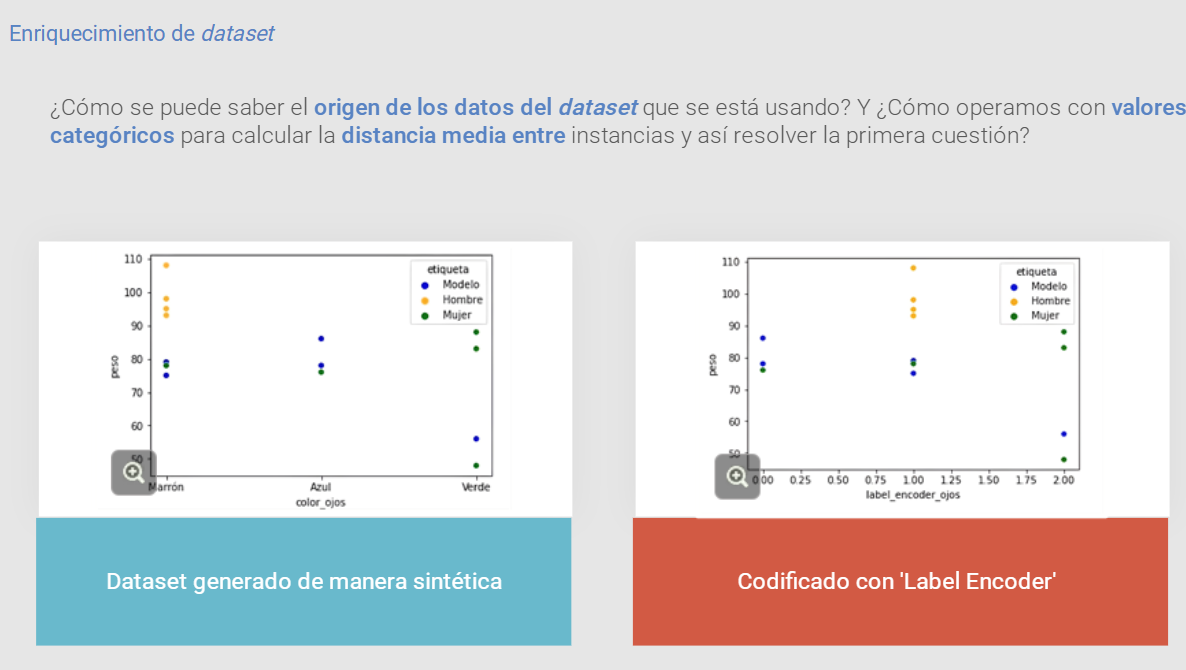 Enriquecimiento de dataset
¿Cómo se puede saber el origen de los datos del dataset que se está usando? Y ¿Cómo operamos con valores
categóricos para calcular la distancia media entre instancias y así resolver la primera cuestión?
110
100
90
80
70
60
50
peso
etiqueta
Modelo
Hombre
Mujer
Marrón
Azul
Verde
color_ojos
110
100
90
80
70
60
50
peso
etiqueta
Modelo
Hombre
Mujer
0.00 0.25 0.50 0.75 1.00 1.25 1.50 1.75 2.00
label_encoder_ojos
Dataset generado de manera sintética
Codificado con 'Label Encoder'